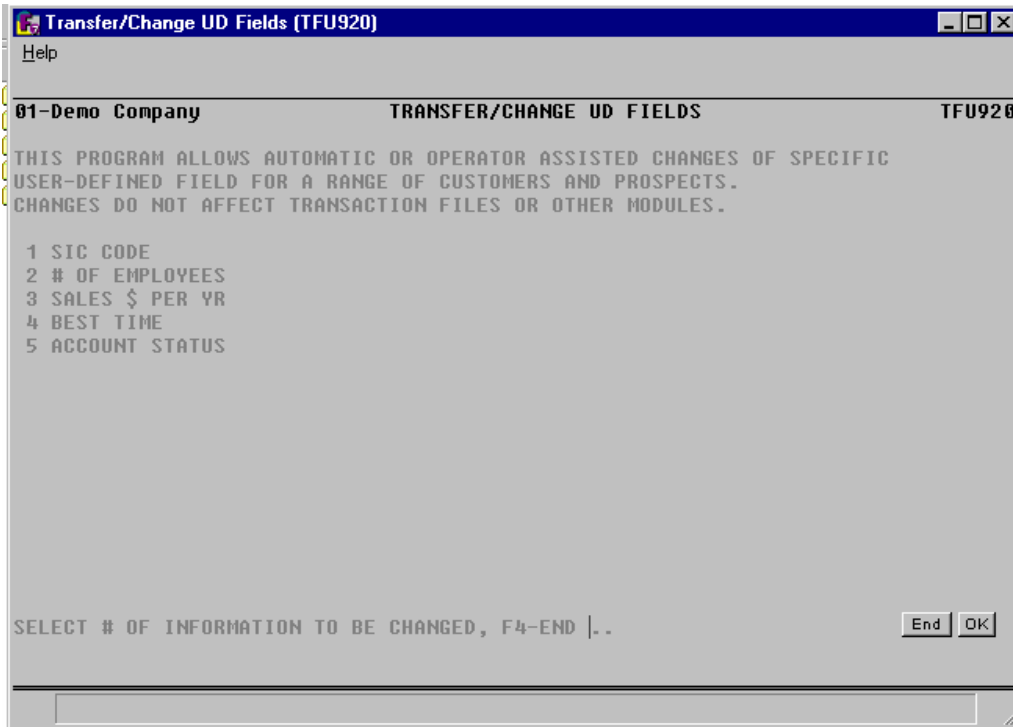 Transfer/Change UD Fields (TFU920)
Help
01-Demo Company TRANSFER/CHANGE UD FIELDS TFU920
THIS PROGRAM ALLOWS AUTOMATIC OR OPERATOR ASSISTED CHANGES OF SPECIFIC
USER-DEFINED FIELD FOR A RANGE OF CUSTOMERS AND PROSPECTS.
CHANGES DO NOT AFFECT TRANSACTION FILES OR OTHER MODULES.
1 SIC CODE
2 # OF EMPLOYEES
3 SALES $ PER YR
4 BEST TIME
5 ACCOUNT STATUS
SELECT # OF INFORMATION TO BE CHANGED, F4-END .. End OK